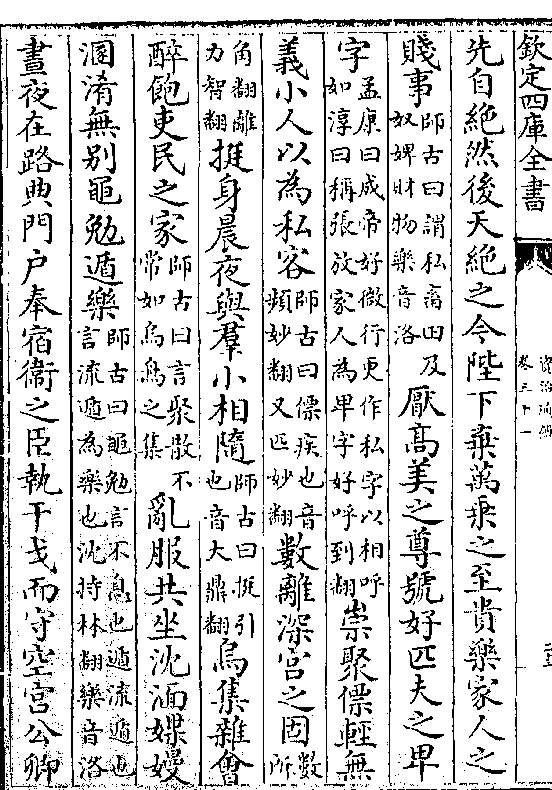 欽定四庫全書
資治通鑑
卷三十一
先自絶然後天絶之今陛下棄萬乗之至貴樂家人之
賤事師古曰謂私畜田及奴婢財物樂音洛厭髙美之尊號好匹夫之卑
字孟康曰成帝好微行更作私字以相呼如淳曰稱張放家人為卑字好呼到翻崇聚僄輕無
義小人以為私客師古曰僄疾也音頻妙翻又匹妙翻數離深宫之固數所
角翻離力智翻挺身晨夜與羣小相隨師古曰挺引也音大鼎翻烏集雜會
醉飽吏民之家師古曰言聚散不常如烏鳥之集亂服共坐沈湎媟嫚
溷淆無别黽勉遁樂師古曰黽勉言不息也遁流遁也言流遁為樂也沈持林翻樂音洛
晝夜在路典門户奉宿衞之臣執干戈而守空宫公卿